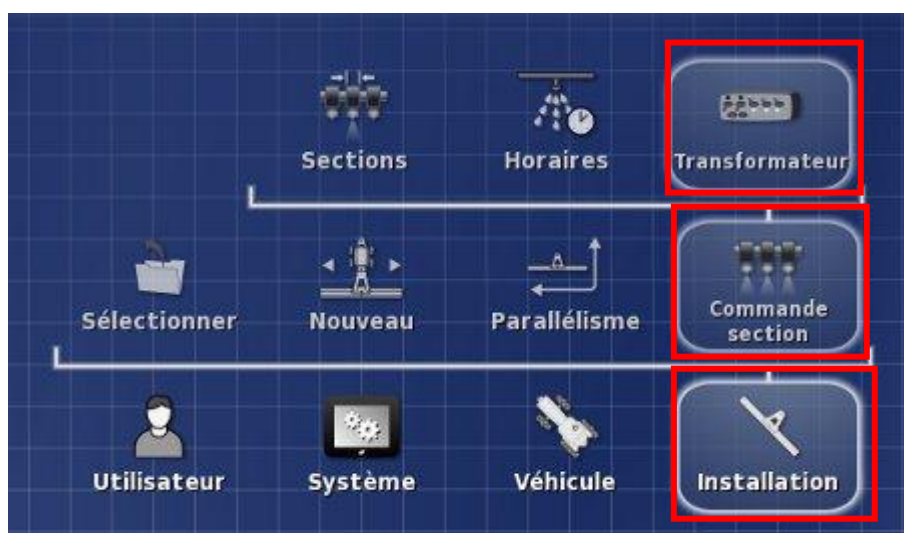 Sections
Horaires
Transformateur
Sélectionner
Nouveau
Parallélisme
Commande
section
Utilisateur
Système
Véhicule
Installation